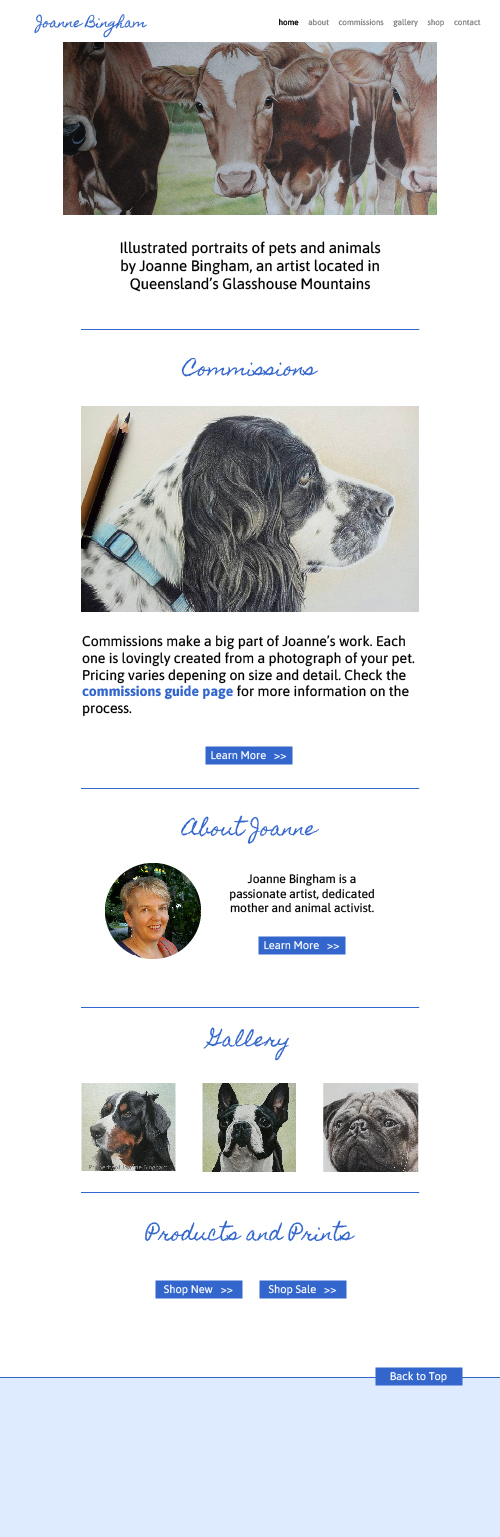 Joanne Bingham
home about commissions gallery shop contact
Illustrated portraits of pets and animals
by Joanne Bingham, an artist located in
Queensland's Glasshouse Mountains
Commissions
Commissions make a big part of Joanne's work. Each
one is lovingly created from a photograph of your pet.
Pricing varies depening on size and detail. Check the
commissions guide page for more information on the
process.
Learn More >>
About Joanne
Joanne Bingham is a
passionate artist, dedicated
mother and animal activist.
Learn More >>
Gallery
Property of Joanne Bingham
Products and Prints
Shop New >> Shop Sale >>
Back to Top